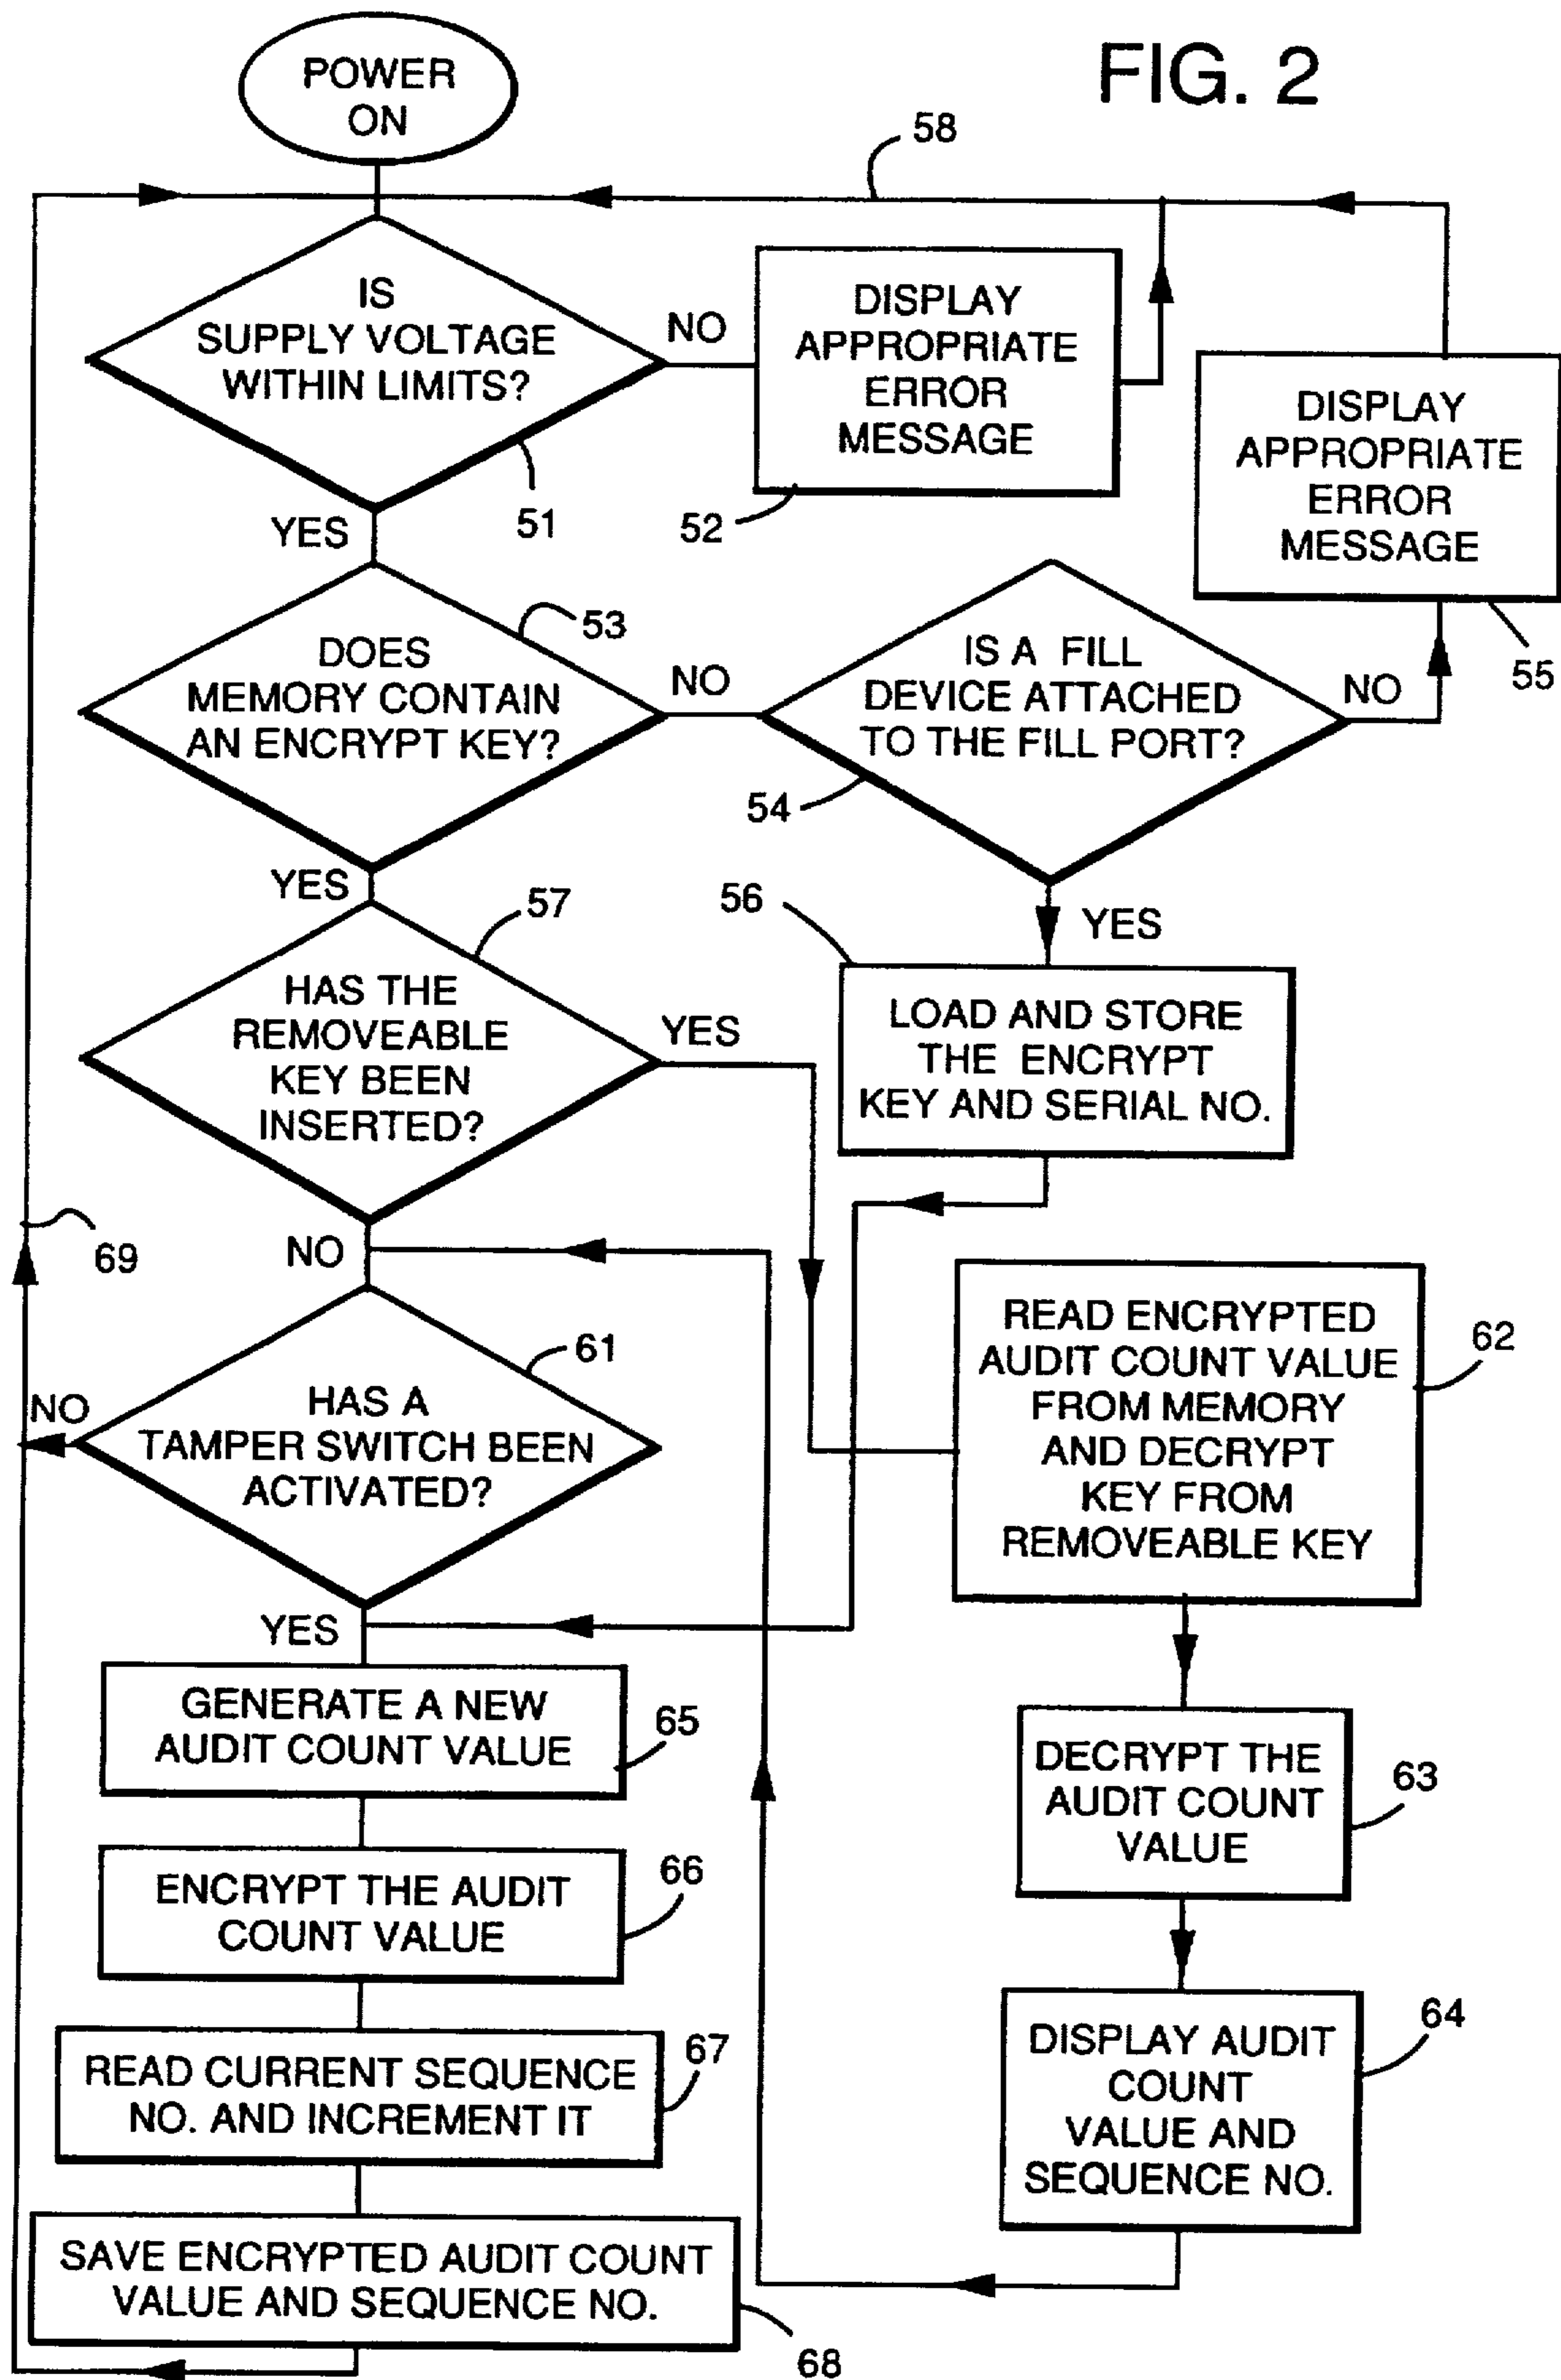 FIG. 2
POWER
ON
58
IS
SUPPLY VOLTAGE
WITHIN LIMITS?
NO
51
YES
DISPLAY
APPROPRIATE
ERROR
MESSAGE
52
DISPLAY
APPROPRIATE
ERROR
MESSAGE
55
53
DOES
MEMORY CONTAIN
AN ENCRYPT KEY?
NO
YES
IS A FILL
DEVICE ATTACHED
TO THE FILL PORT?
NO
54
YES
56
LOAD AND STORE
THE ENCRYPT
KEY AND SERIAL NO.
57
HAS THE
REMOVEABLE
KEY BEEN
INSERTED?
YES
NO
69
61
HAS A
TAMPER SWITCH BEEN
ACTIVATED?
NO
YES
READ ENCRYPTED
AUDIT COUNT VALUE
FROM MEMORY
AND DECRYPT
KEY FROM
REMOVEABLE KEY
62
GENERATE A NEW
AUDIT COUNT VALUE
65
DECRYPT THE
AUDIT COUNT
VALUE
63
ENCRYPT THE AUDIT
COUNT VALUE
66
READ CURRENT SEQUENCE
NO. AND INCREMENT IT
67
DISPLAY AUDIT
COUNT
VALUE AND
SEQUENCE NO.
64
SAVE ENCRYPTED AUDIT COUNT
VALUE AND SEQUENCE NO.
68